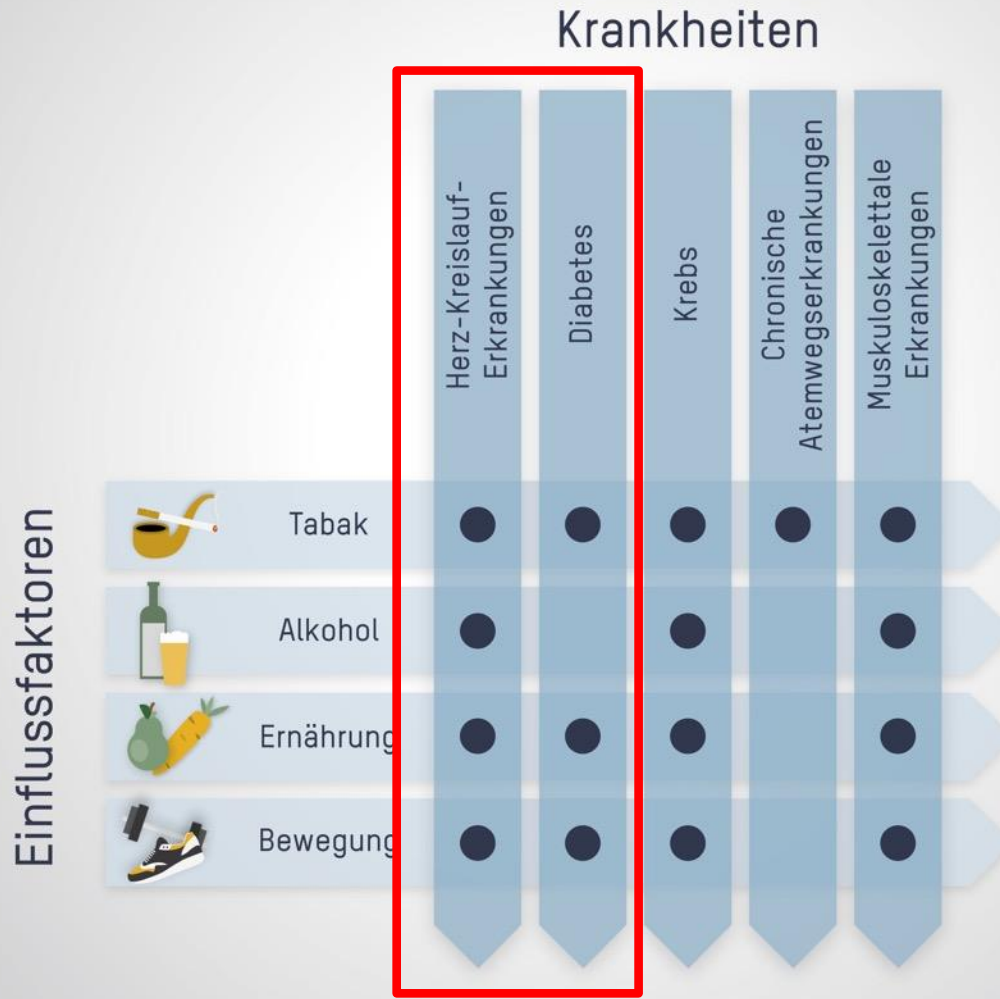 Krankheiten
Herz-Kreislauf-
Erkrankungen
Diabetes
Krebs
Chronische
Atemwegserkrankungen
Muskuloskelettale
Erkrankungen
Einflussfaktoren
Tabak
Alkohol
Ernährung
Bewegung